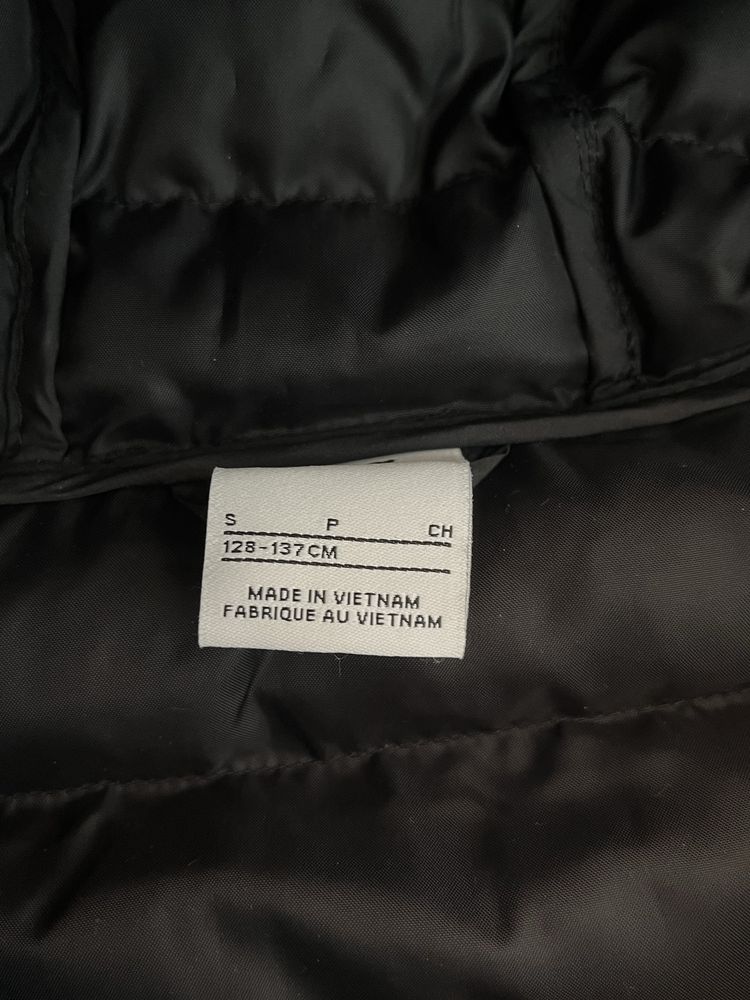 S P CH
128-137CM
MADE IN VIETNAM
FABRIQUE AU VIETNAM